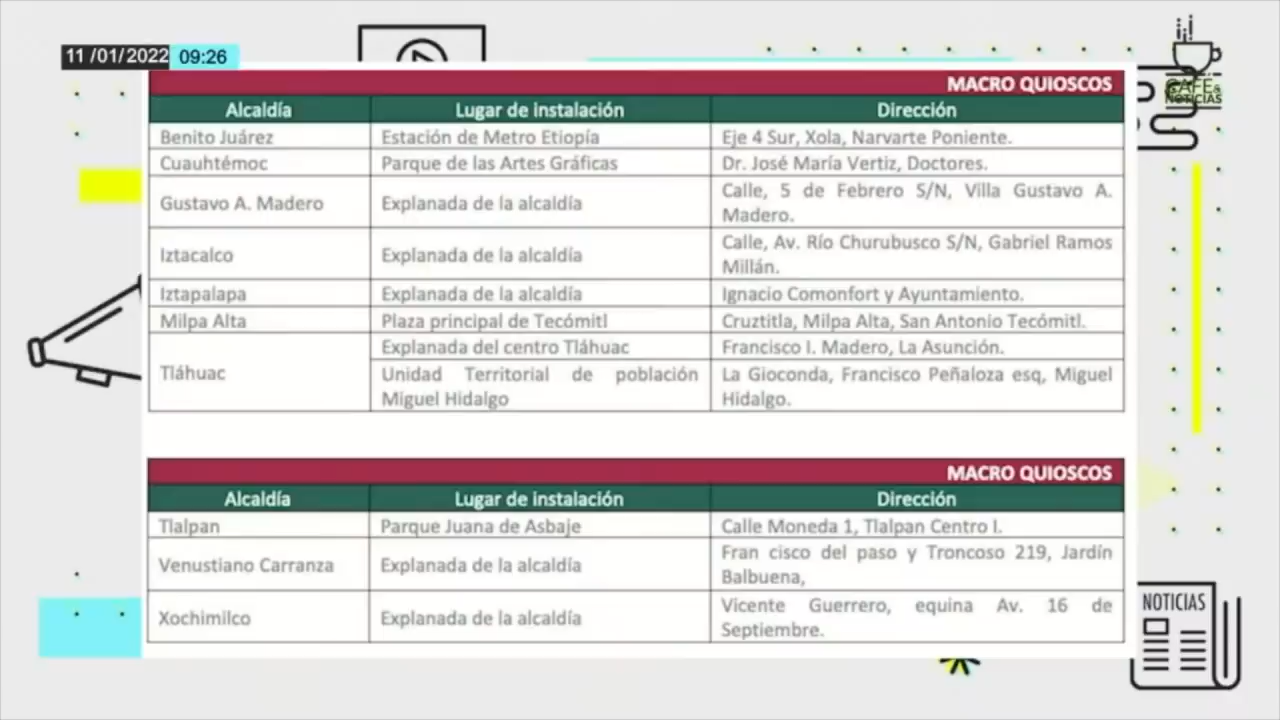 11 /01/2022 09:26
CAFE&
NOTICIAS
MACRO QUIOSCOS
Alcaldía Lugar de instalación Dirección
Benito Juárez Estación de Metro Etiopía Eje 4 Sur, Xola, Narvarte Poniente.
Cuauhtémoc Parque de las Artes Gráficas Dr. José María Vertiz, Doctores.
Gustavo A. Madero Explanada de la alcaldía Calle, 5 de Febrero S/N, Villa Gustavo A.
Madero.
Iztacalco Explanada de la alcaldía Calle, Av. Río Churubusco S/N, Gabriel Ramos
Millán.
Iztapalapa Explanada de la alcaldía Ignacio Comonfort y Ayuntamiento.
Milpa Alta Plaza principal de Tecómitl Cruztitla, Milpa Alta, San Antonio Tecómitl.
Tláhuac Explanada del centro Tláhuac Francisco I. Madero, La Asunción.
Unidad Territorial de población La Gioconda, Francisco Peñaloza esq, Miguel
Miguel Hidalgo Hidalgo.
MACRO QUIOSCOS
Alcaldía Lugar de instalación Dirección
Tlalpan Parque Juana de Asbaje Calle Moneda 1, Tlalpan Centro I.
Venustiano Carranza Explanada de la alcaldía Fran cisco del paso y Troncoso 219, Jardín
Balbuena,
Xochimilco Explanada de la alcaldía Vicente Guerrero, equina Av. 16 de
Septiembre.
NOTICIAS